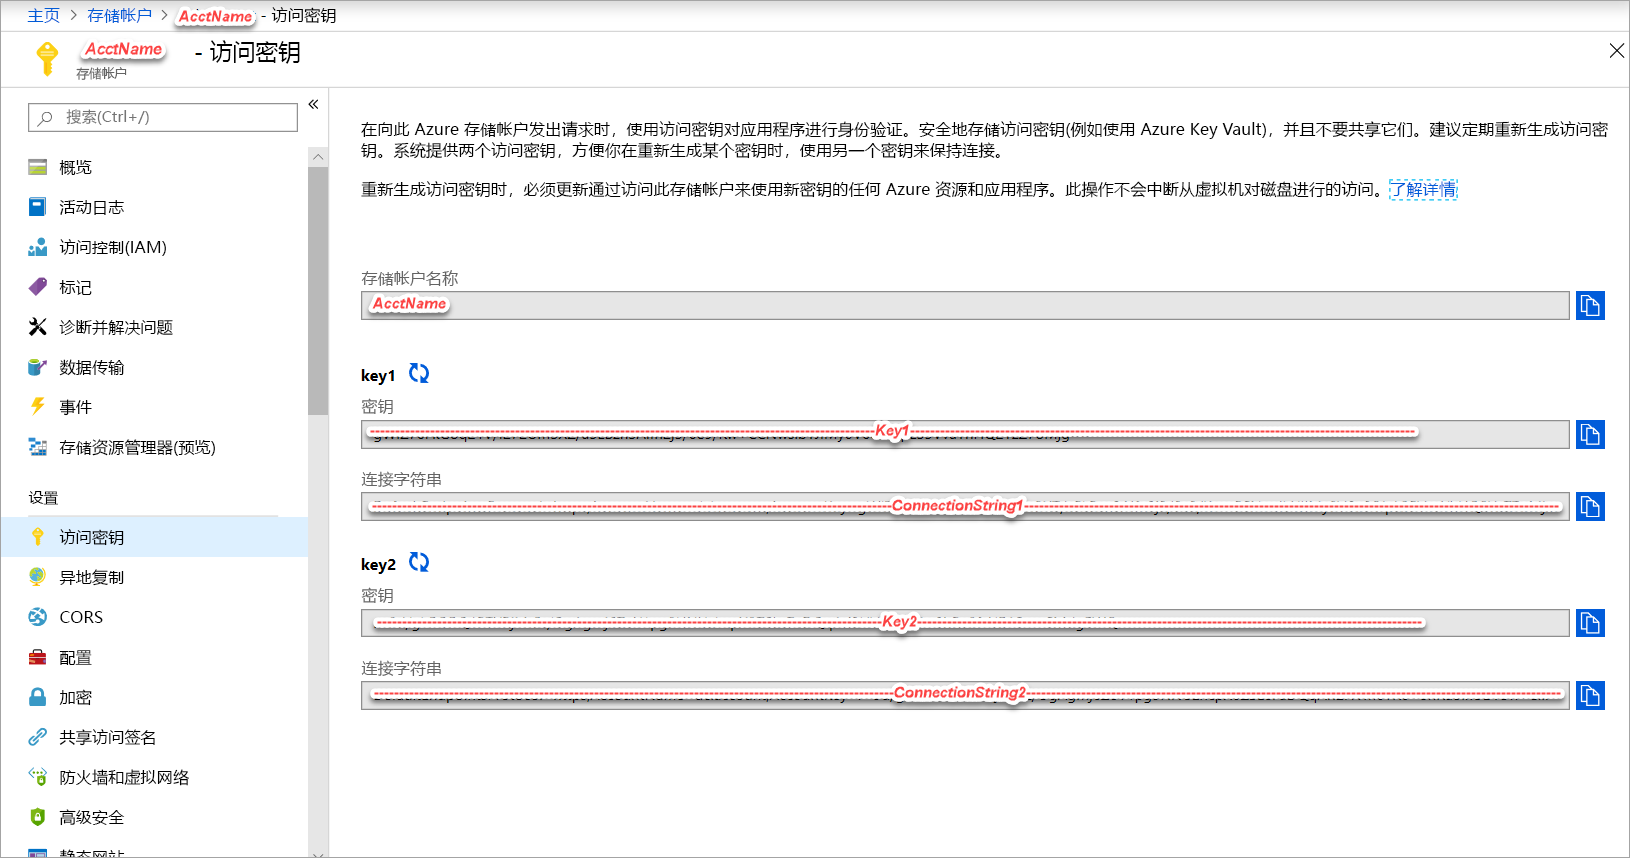 主页 > 存储帐户 > AcctName - 访问密钥
AcctName - 访问密钥
存储帐户
搜索(Ctrl+/)
«
概览
活动日志
访问控制(IAM)
标记
诊断并解决问题
数据传输
事件
存储资源管理器(预览)
设置
访问密钥
异地复制
CORS
配置
加密
共享访问签名
防火墙和虚拟网络
高级安全
静态网站
在向此 Azure 存储帐户发出请求时，使用访问密钥对应用程序进行身份验证。安全地存储访问密钥(例如使用 Azure Key Vault)，并且不要共享它们。建议定期重新生成访问密
钥。系统提供两个访问密钥，方便你在重新生成某个密钥时，使用另一个密钥来保持连接。
重新生成访问密钥时，必须更新通过访问此存储帐户来使用新密钥的任何 Azure 资源和应用程序。此操作不会中断从虚拟机对磁盘进行的访问。了解详情
存储帐户名称
AcctName
key1
密钥
Key1
连接字符串
ConnectionString1
key2
密钥
Key2
连接字符串
ConnectionString2